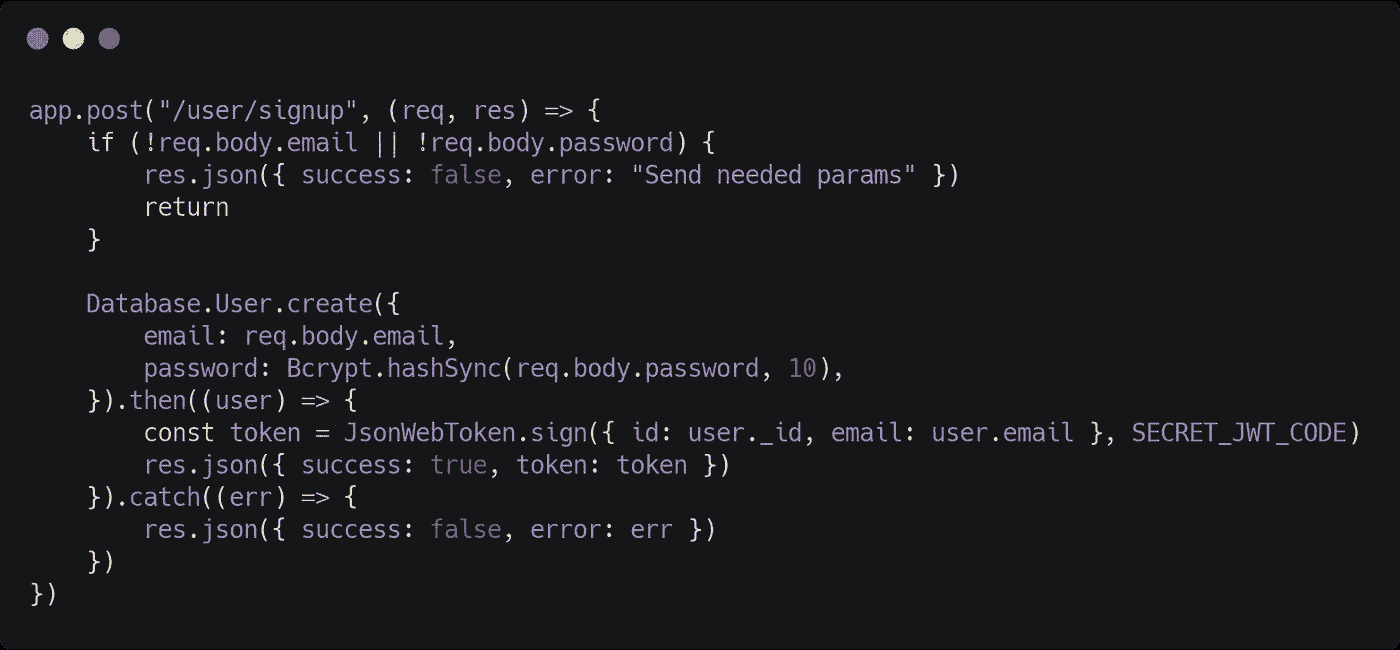 app.post("/user/signup", (req, res) => {
    if (!req.body.email || !req.body.password) {
        res.json({ success: false, error: "Send needed params" })
        return
    }

    Database.User.create({
        email: req.body.email,
        password: Bcrypt.hashSync(req.body.password, 10),
    }).then((user) => {
        const token = JsonWebToken.sign({ id: user._id, email: user.email }, SECRET_JWT_CODE)
        res.json({ success: true, token: token })
    }).catch((err) => {
        res.json({ success: false, error: err })
    })
})